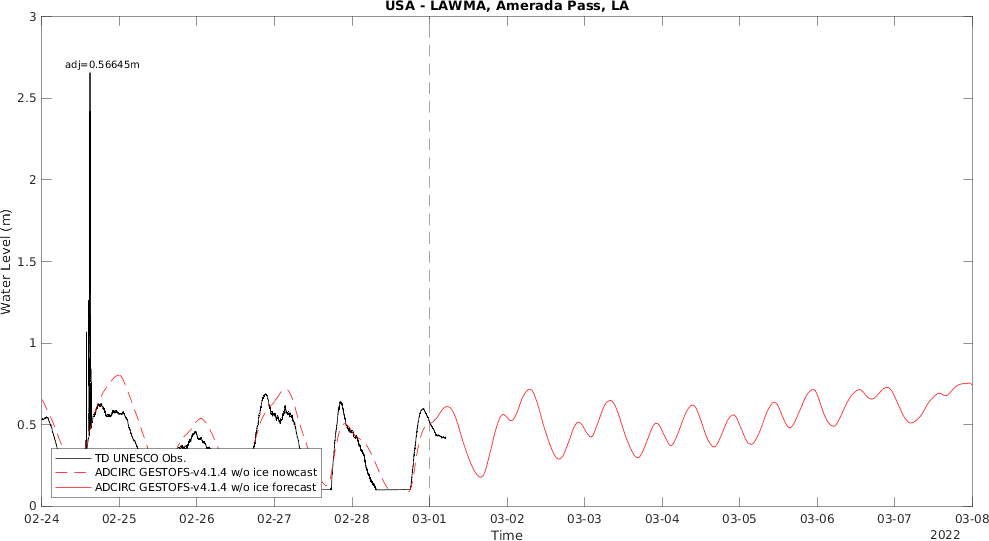 USA - LAWMA, Amerada Pass, LA
adj=0.56645m
3
2.5
2
1.5
1
0.5
0
Water Level (m)
TD UNESCO Obs.
ADCIRC GESTOFS-v4.1.4 w/o ice nowcast
ADCIRC GESTOFS-v4.1.4 w/o ice forecast
02-24 02-25 02-26 02-27 02-28 03-01 03-02 03-03 03-04 03-05 03-06 03-07 03-08
Time
2022